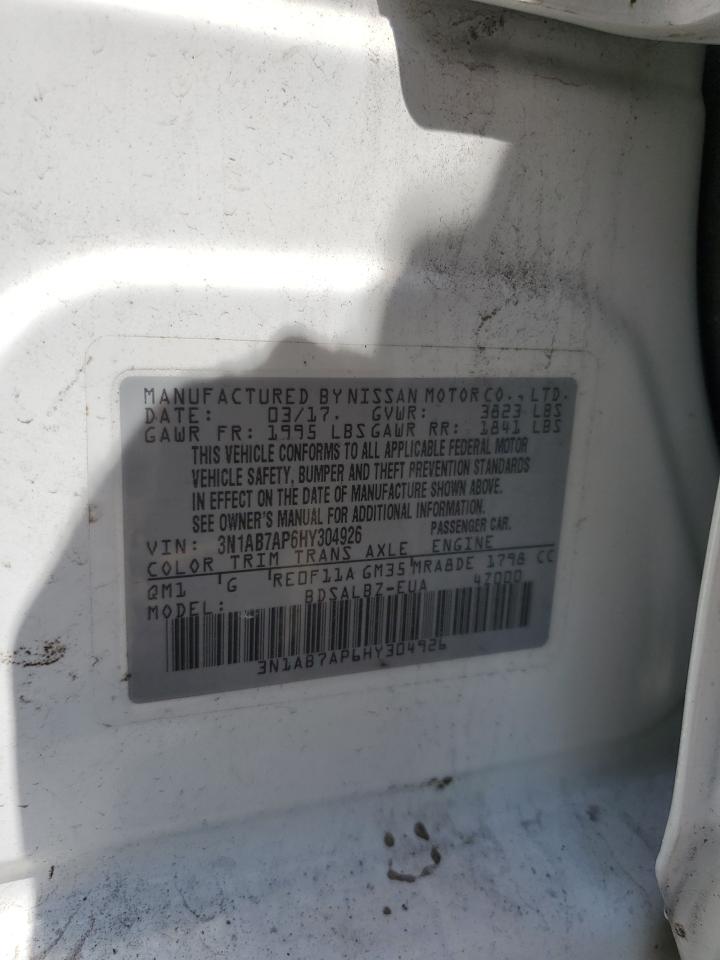 MANUFACTURED BY NISSAN MOTOR CO., LTD.
DATE: 03/17. GVWR: 3823 LBS
GAWR FR: 1995 LBS GAWR RR: 1841 LBS
THIS VEHICLE CONFORMS TO ALL APPLICABLE FEDERAL MOTOR
VEHICLE SAFETY, BUMPER AND THEFT PREVENTION STANDARDS
IN EFFECT ON THE DATE OF MANUFACTURE SHOWN ABOVE.
SEE OWNER'S MANUAL FOR ADDITIONAL INFORMATION.
VIN: 3N1AB7AP6HY304926 PASSENGER CAR.
COLOR TRIM TRANS AXLE ENGINE
QM1 G RE0F11A GM35 MRA8DE 1798 CC
MODEL: BDSALBZ-EUA 47000
3N1AB7AP6HY304926